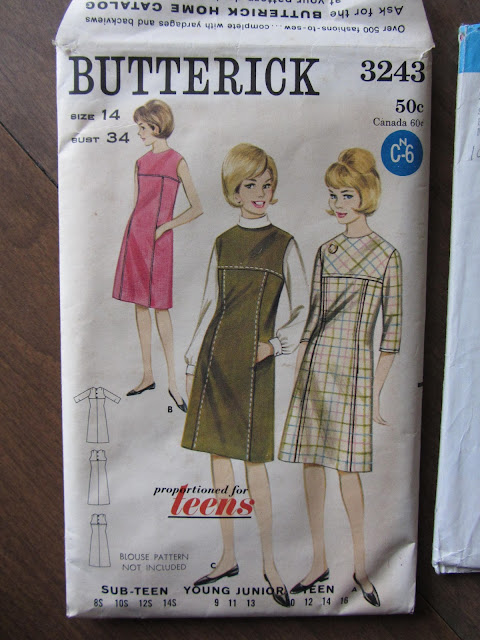 Over 500 fashions-to-sew...complete with yardages and backviews
Ask for the BUTTERICK HOME CATALOG
BUTTERICK 3243
SIZE 14
BUST 34
50c
Canada 60c
N
C-6
B
proportioned for
teens
BLOUSE PATTERN
NOT INCLUDED
C
A
SUB-TEEN YOUNG JUNIOR TEEN
8S 10S 12S 14S 9 11 13 10 12 14 16